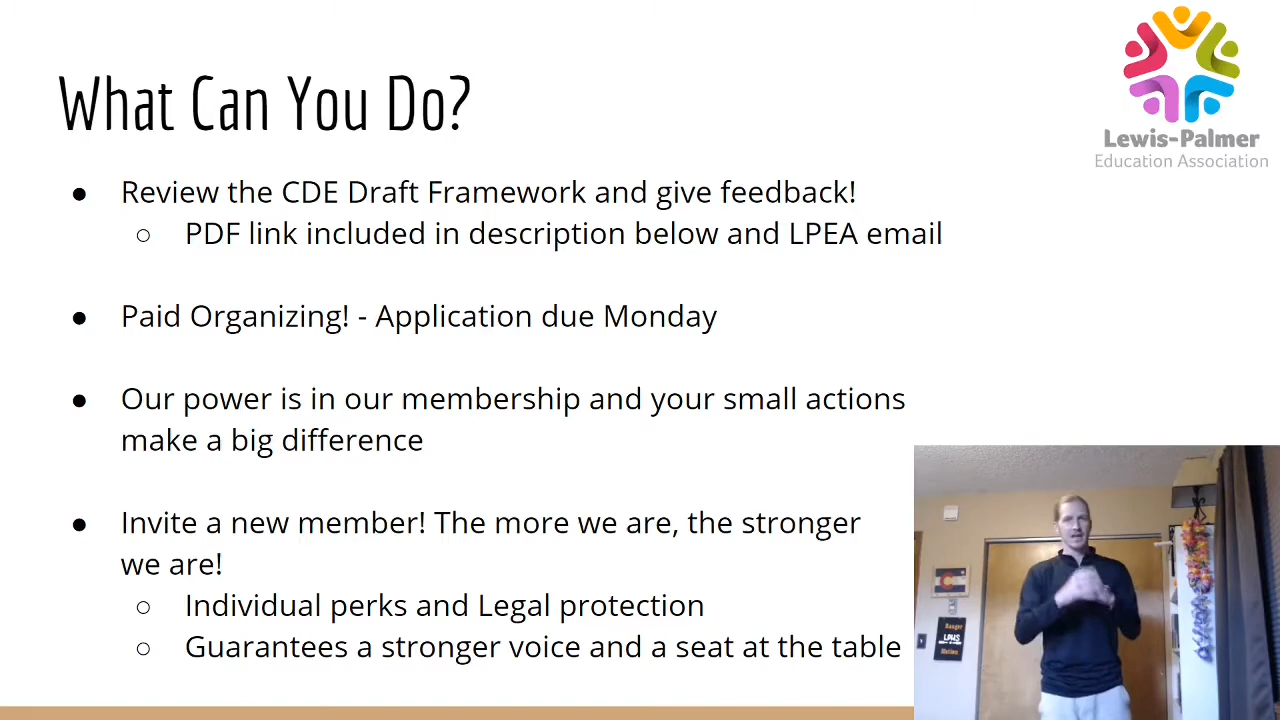 What Can You Do?
Lewis-Palmer
Education Association
● Review the CDE Draft Framework and give feedback!
○ PDF link included in description below and LPEA email
● Paid Organizing! - Application due Monday
● Our power is in our membership and your small actions
make a big difference
● Invite a new member! The more we are, the stronger
we are!
○ Individual perks and Legal protection
○ Guarantees a stronger voice and a seat at the table
Ranger
LPHS
Nation